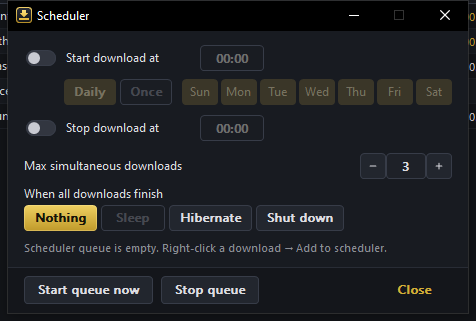 Scheduler
Start download at 00:00
Daily Once Sun Mon Tue Wed Thu Fri Sat
Stop download at 00:00
Max simultaneous downloads − 3 +
When all downloads finish
Nothing Sleep Hibernate Shut down
Scheduler queue is empty. Right-click a download → Add to scheduler.
Start queue now Stop queue Close